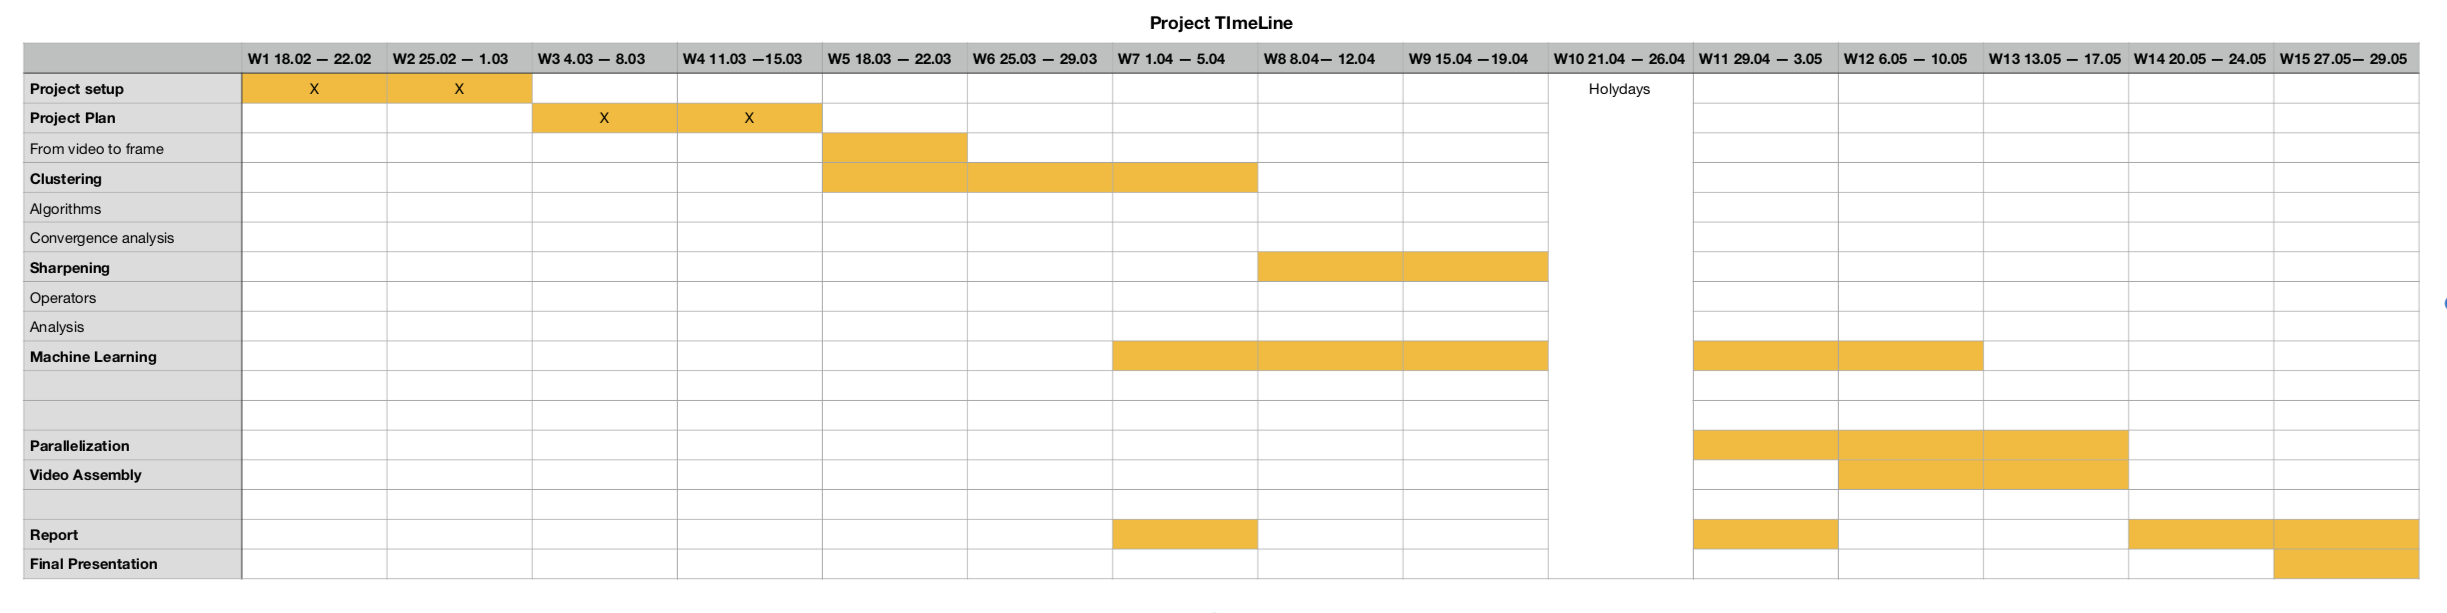 Project TImeLine
W1 18.02 — 22.02 W2 25.02 — 1.03 W3 4.03 — 8.03 W4 11.03 —15.03 W5 18.03 — 22.03 W6 25.03 — 29.03 W7 1.04 — 5.04 W8 8.04— 12.04 W9 15.04 —19.04 W10 21.04 — 26.04 W11 29.04 — 3.05 W12 6.05 — 10.05 W13 13.05 — 17.05 W14 20.05 — 24.05 W15 27.05— 29.05
Project setup X X Holydays
Project Plan X X
From video to frame
Clustering
Algorithms
Convergence analysis
Sharpening
Operators
Analysis
Machine Learning
Parallelization
Video Assembly
Report
Final Presentation